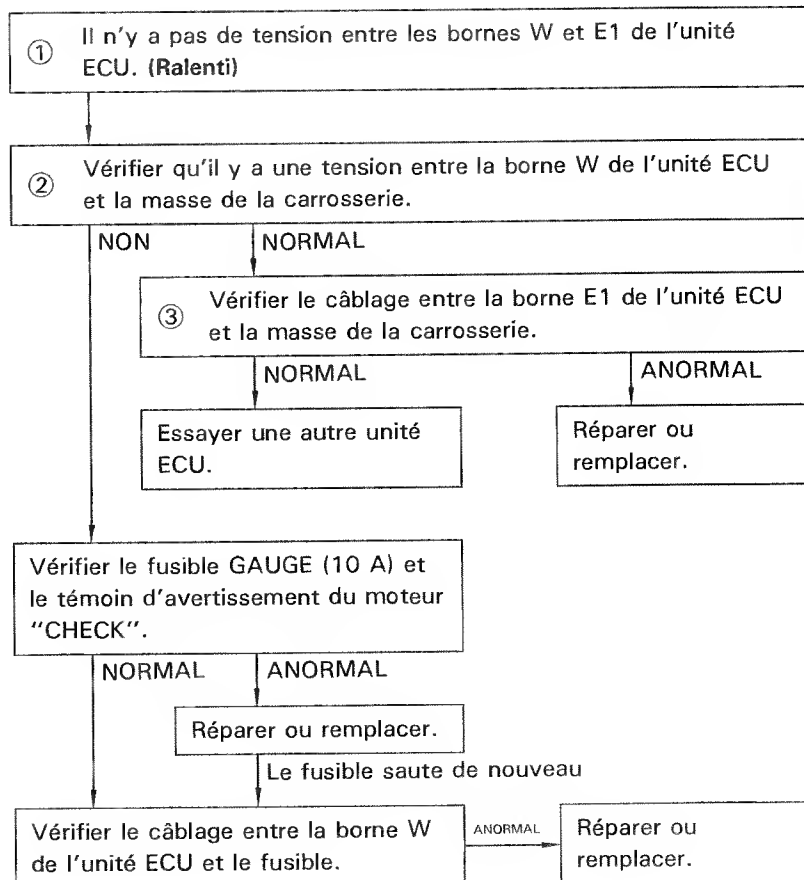 ① Il n'y a pas de tension entre les bornes W et E1 de l'unité
ECU. (Ralenti)
② Vérifier qu'il y a une tension entre la borne W de l'unité ECU
et la masse de la carrosserie.
NON NORMAL
③ Vérifier le câblage entre la borne E1 de l'unité ECU
et la masse de la carrosserie.
NORMAL ANORMAL
Essayer une autre unité
ECU.
Réparer ou
remplacer.
Vérifier le fusible GAUGE (10 A) et
le témoin d'avertissement du moteur
"CHECK".
NORMAL ANORMAL
Réparer ou remplacer.
Le fusible saute de nouveau
Vérifier le câblage entre la borne W
de l'unité ECU et le fusible.
ANORMAL
Réparer ou
remplacer.